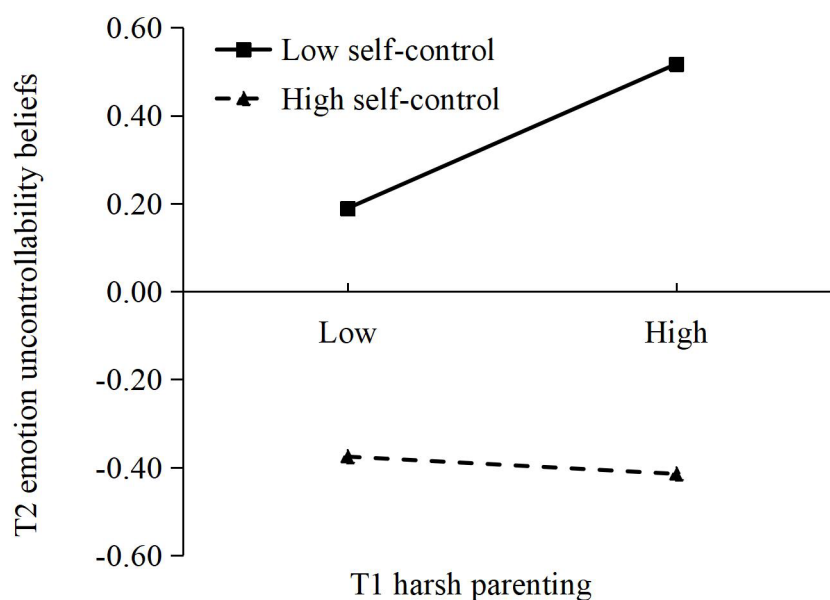 T2 emotion uncontrollability beliefs
0.60
0.40
0.20
0.00
-0.20
-0.40
-0.60
Low self-control
High self-control
Low High
T1 harsh parenting